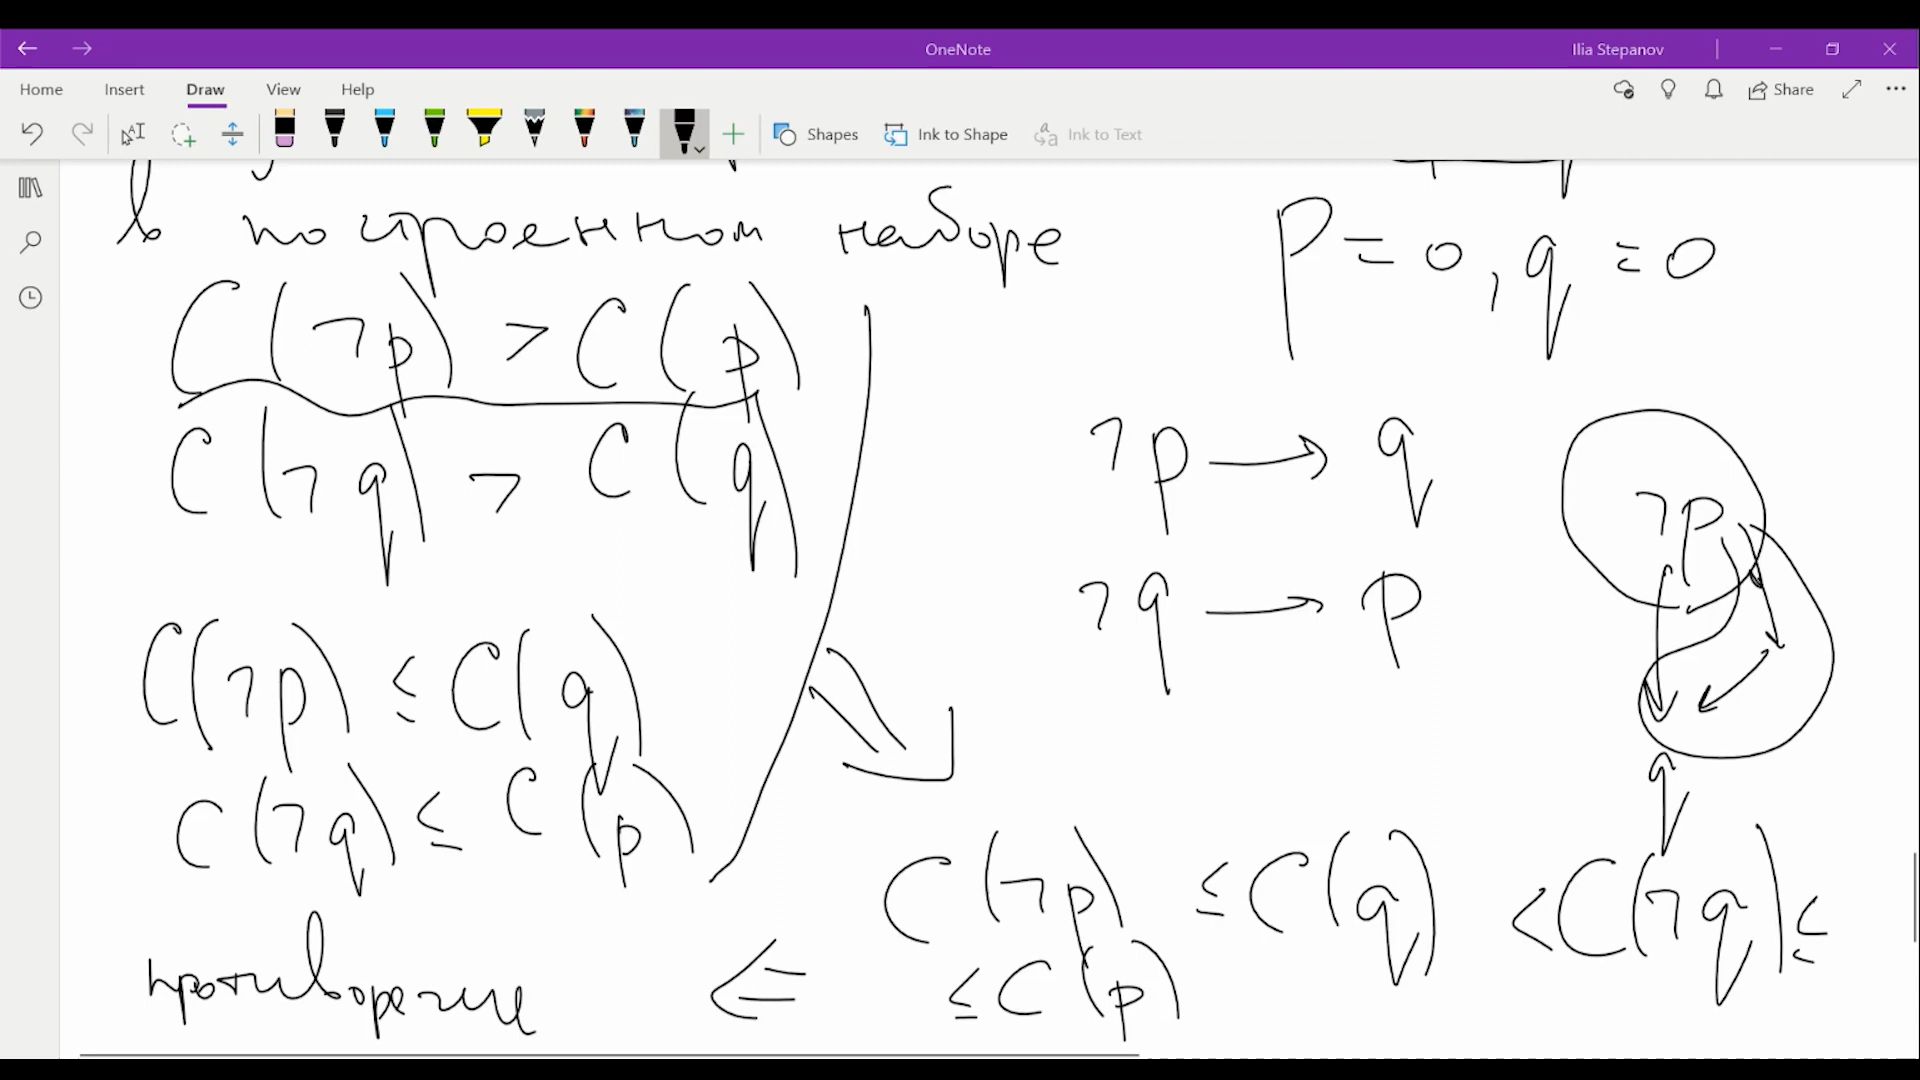 OneNote
Ilia Stepanov
Home Insert Draw View Help
Share
Shapes Ink to Shape Ink to Text
в построенном наборе
p = 0, q = 0
C(¬p) > C(p)
C(¬q) > C(q)
¬p → q
¬q → p
¬p
q
C(¬p) ≤ C(q)
C(¬q) ≤ C(p)
C(¬p) ≤ C(q) < C(¬q) ≤
≤ C(p)
противоречие ⇐